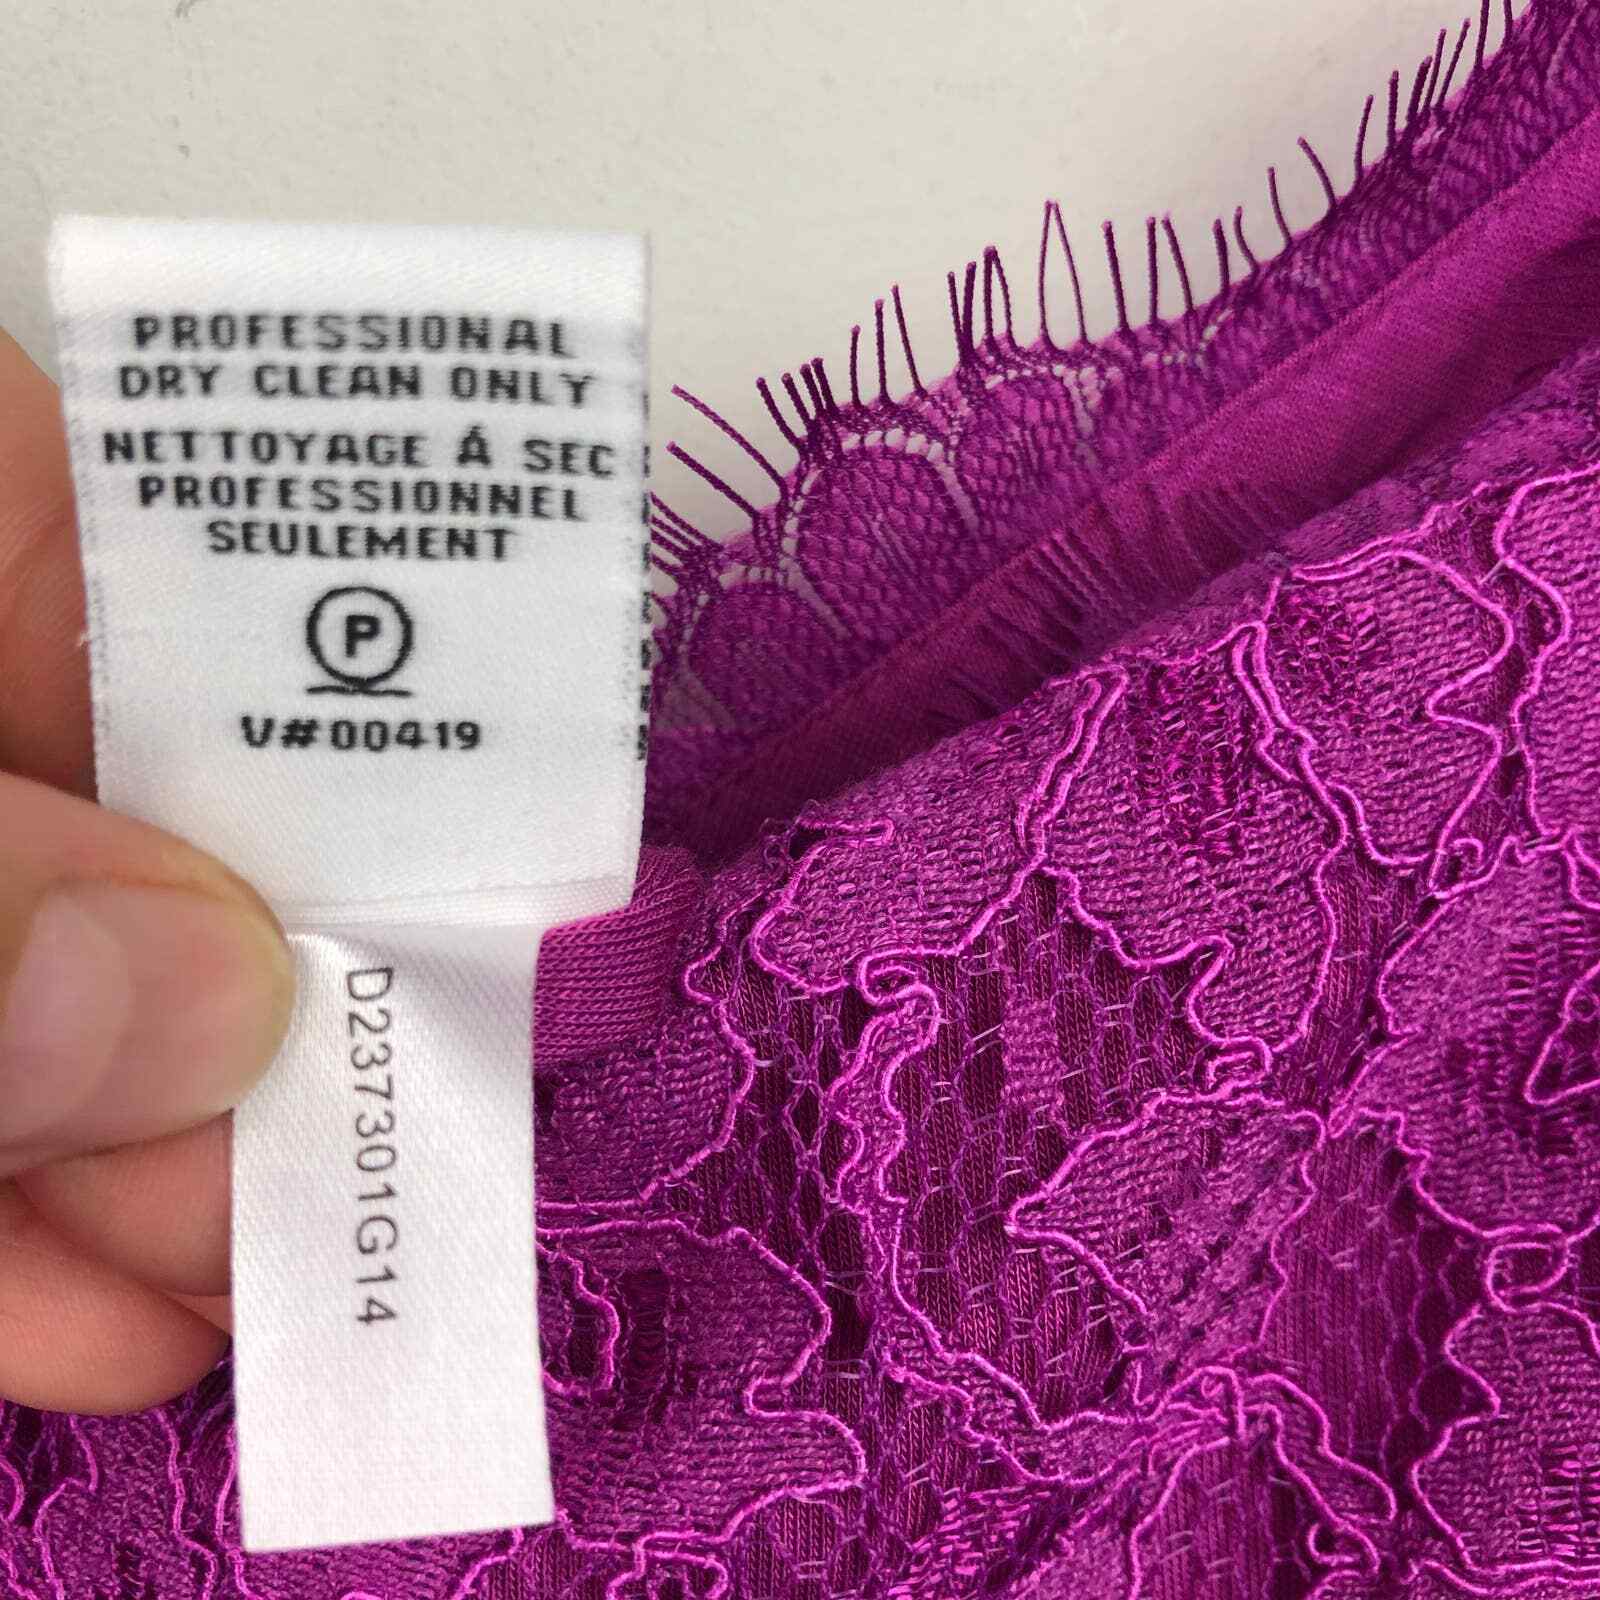 PROFESSIONAL
DRY CLEAN ONLY
NETTOYAGE Á SEC
PROFESSIONNEL
SEULEMENT
P
V#00419
D237301G14